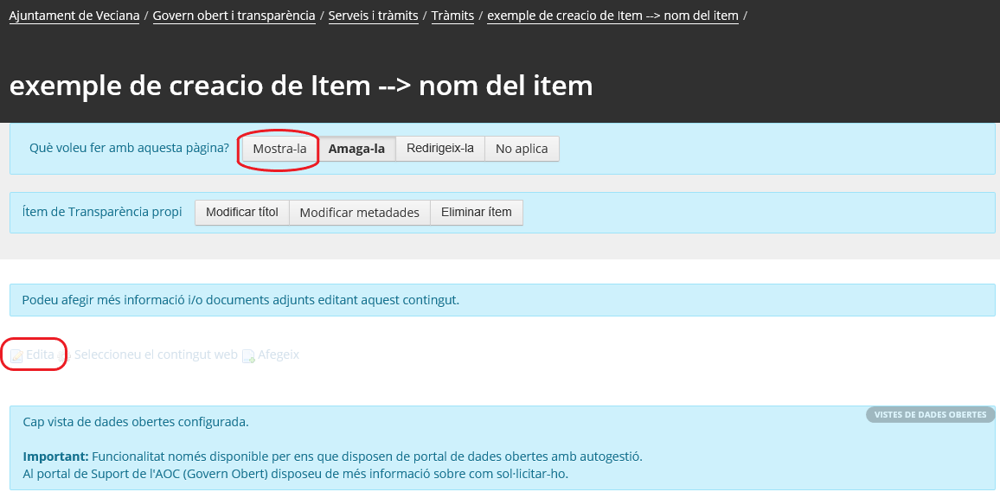 Ajuntament de Veciana / Govern obert i transparència / Serveis i tràmits / Tràmits / exemple de creacio de Item --> nom del item /
exemple de creacio de Item --> nom del item
Què voleu fer amb aquesta pàgina? Mostra-la Amaga-la Redirigeix-la No aplica
Ítem de Transparència propi Modificar títol Modificar metadades Eliminar ítem
Podeu afegir més informació i/o documents adjunts editant aquest contingut.
Edita Seleccioneu el contingut web Afegeix
VISTES DE DADES OBERTES
Cap vista de dades obertes configurada.
Important: Funcionalitat només disponible per ens que disposen de portal de dades obertes amb autogestió.
Al portal de Suport de l'AOC (Govern Obert) disposeu de més informació sobre com sol·licitar-ho.